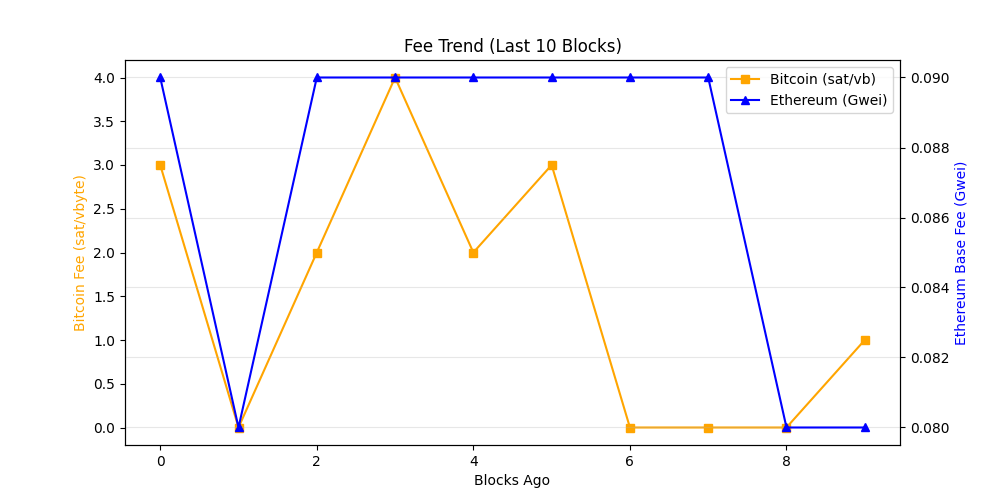 Fee Trend (Last 10 Blocks)
Bitcoin (sat/vb)
Ethereum (Gwei)
Bitcoin Fee (sat/vbyte)
4.0
3.5
3.0
2.5
2.0
1.5
1.0
0.5
0.0
0.090
0.088
0.086
0.084
0.082
0.080
Ethereum Base Fee (Gwei)
0 2 4 6 8
Blocks Ago